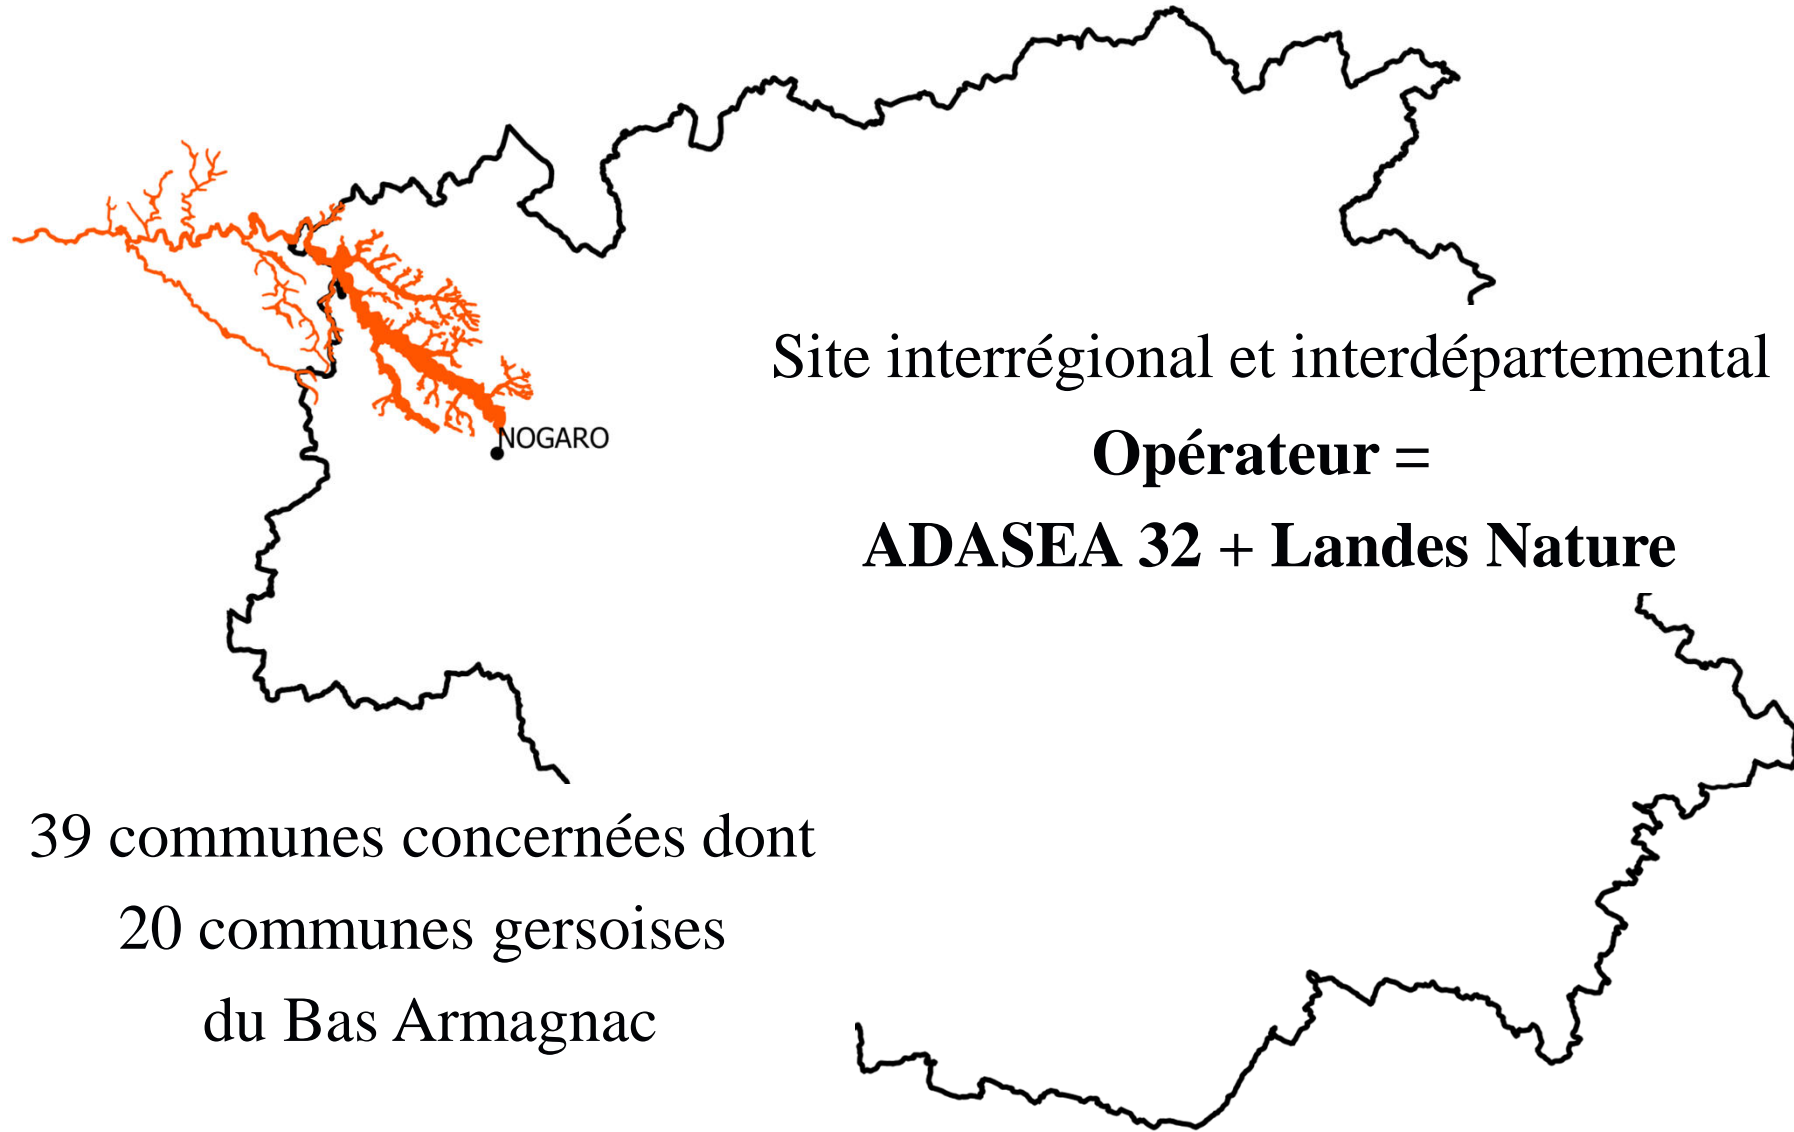 NOGARO
Site interrégional et interdépartemental
Opérateur =
ADASEA 32 + Landes Nature
39 communes concernées dont
20 communes gersoises
du Bas Armagnac